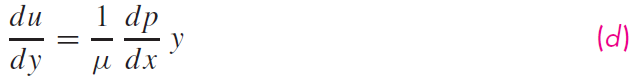 du/dy = 1/μ dp/dx y (d)